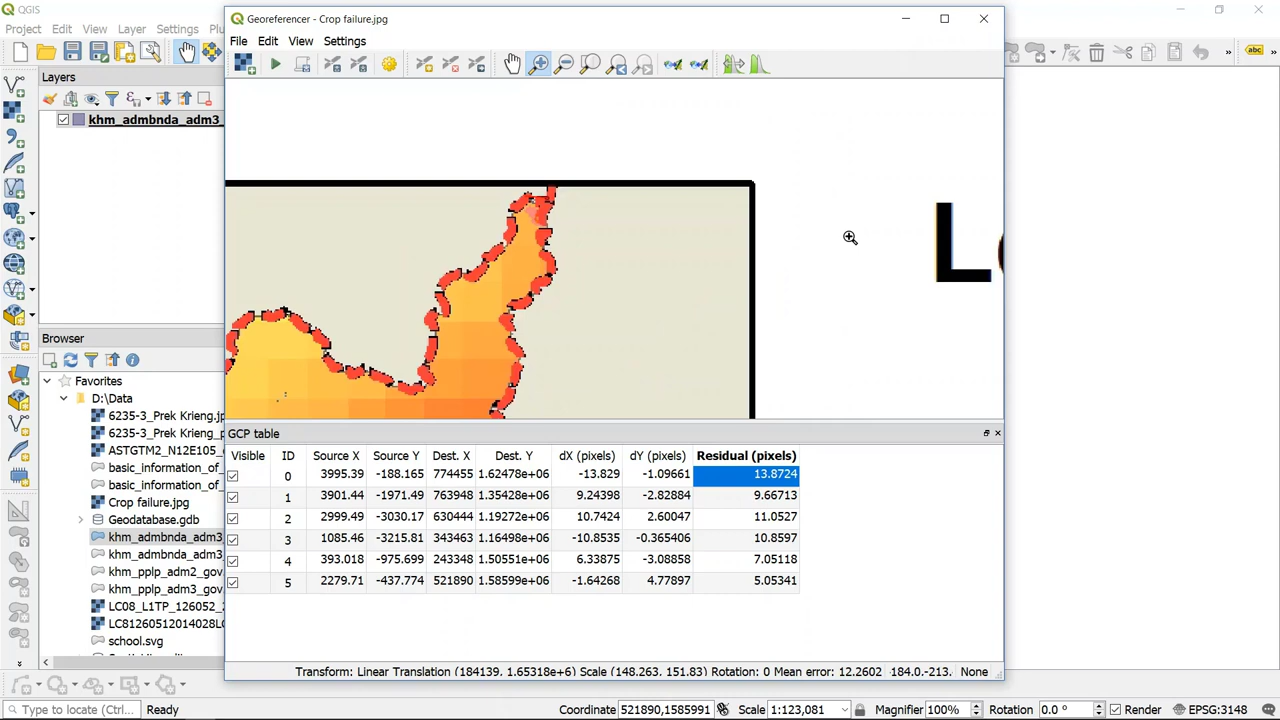 QGIS
Project Edit View Layer Settings
Georeferencer - Crop failure.jpg
File Edit View Settings
abc
Layers
khm_admbnda_adm3_
Lo
Browser
Favorites
D:\Data
6235-3_Prek Krieng.jp
6235-3_Prek Krieng_p
ASTGTM2_N12E105_
basic_information_of_
basic_information_of_
Crop failure.jpg
Geodatabase.gdb
khm_admbnda_adm3
khm_admbnda_adm3
khm_pplp_adm2_gov
khm_pplp_adm3_gov
LC08_L1TP_126052_2
LC81260512014028L
school.svg
GCP table
Visible ID Source X Source Y Dest. X Dest. Y dX (pixels) dY (pixels) Residual (pixels)
0 3995.39 -188.165 774455 1.62478e+06 -13.829 -1.09661 13.8724
1 3901.44 -1971.49 763948 1.35428e+06 9.24398 -2.82884 9.66713
2 2999.49 -3030.17 630444 1.19272e+06 10.7424 2.60047 11.0527
3 1085.46 -3215.81 343463 1.16498e+06 -10.8535 -0.365406 10.8597
4 393.018 -975.699 243348 1.50551e+06 6.33875 -3.08858 7.05118
5 2279.71 -437.774 521890 1.58599e+06 -1.64268 4.77897 5.05341
Transform: Linear Translation (184139, 1.65318e+6) Scale (148.263, 151.83) Rotation: 0 Mean error: 12.2602 -184.0,-213. None
Type to locate (Ctrl... Ready Coordinate 521890,1585991 Scale 1:123,081 Magnifier 100% Rotation 0.0 ° Render EPSG:3148